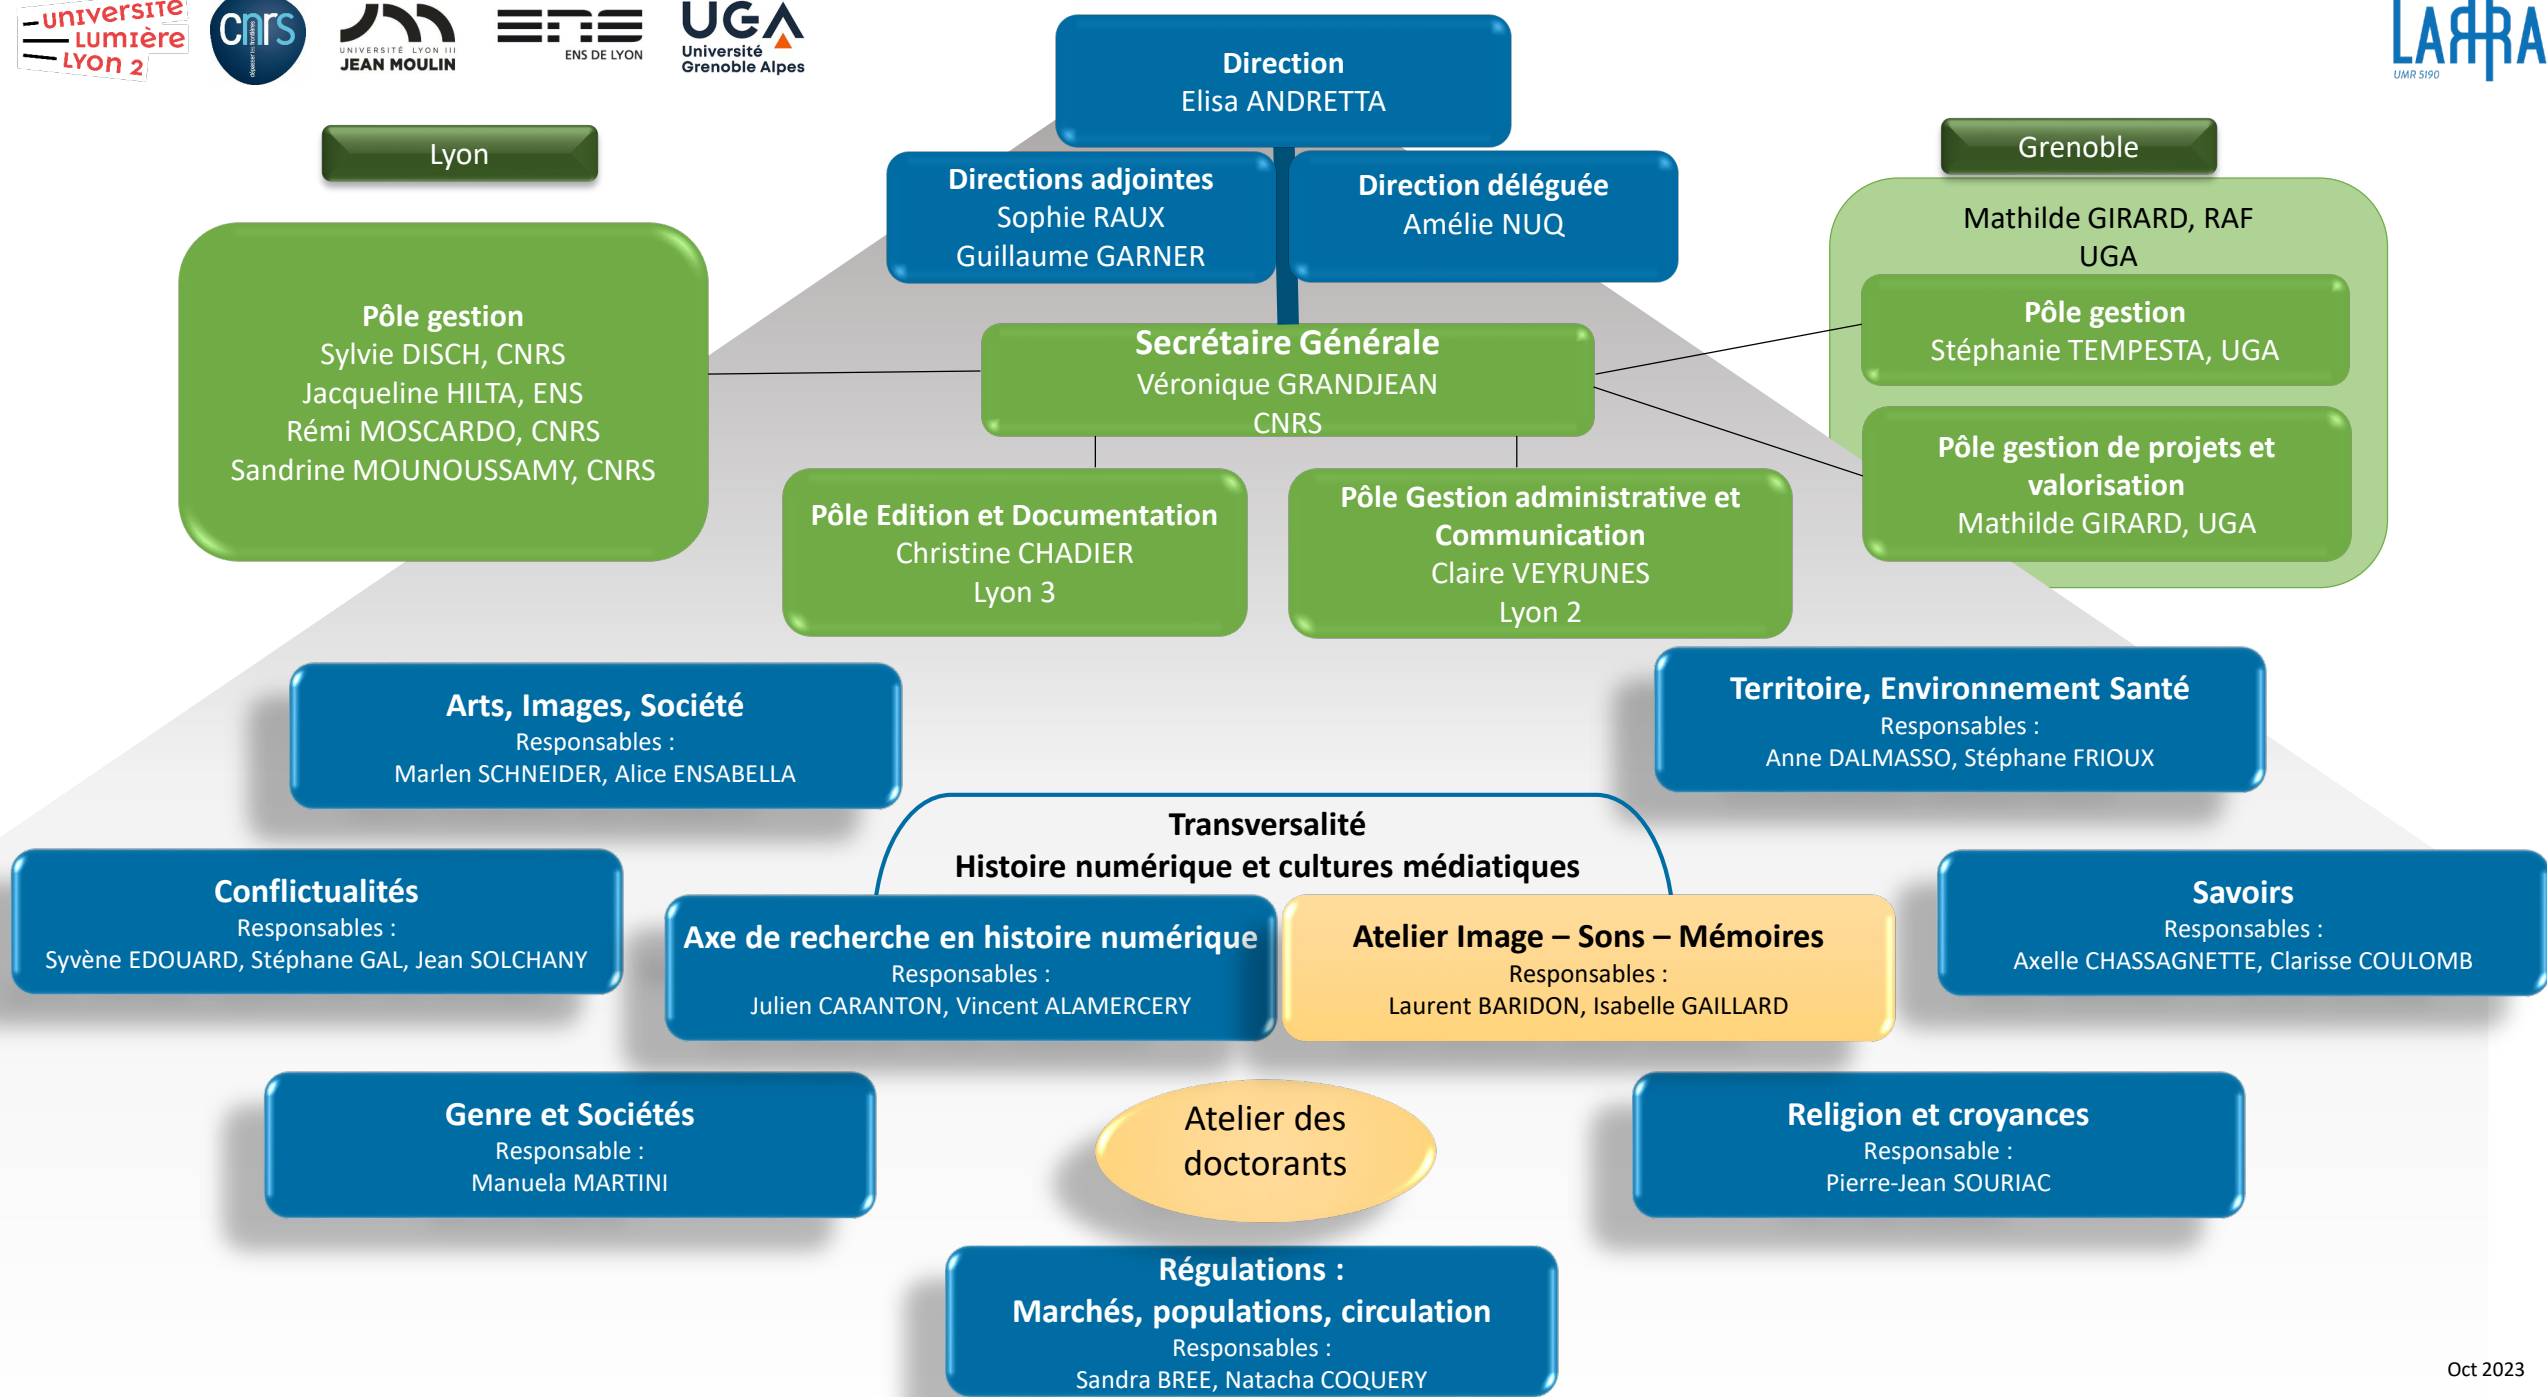 UNIVERSITÉ
LUMIÈRE
LYON 2
cnrs
dépasser les frontières
UNIVERSITÉ LYON III
JEAN MOULIN
ENS
ENS DE LYON
UGA
Université
Grenoble Alpes
LARHRA
UMR 5190
Direction
Elisa ANDRETTA
Lyon
Grenoble
Directions adjointes
Sophie RAUX
Guillaume GARNER
Direction déléguée
Amélie NUQ
Mathilde GIRARD, RAF
UGA
Pôle gestion
Sylvie DISCH, CNRS
Jacqueline HILTA, ENS
Rémi MOSCARDO, CNRS
Sandrine MOUNOUSSAMY, CNRS
Secrétaire Générale
Véronique GRANDJEAN
CNRS
Pôle gestion
Stéphanie TEMPESTA, UGA
Pôle gestion de projets et
valorisation
Mathilde GIRARD, UGA
Pôle Edition et Documentation
Christine CHADIER
Lyon 3
Pôle Gestion administrative et
Communication
Claire VEYRUNES
Lyon 2
Arts, Images, Société
Responsables :
Marlen SCHNEIDER, Alice ENSABELLA
Territoire, Environnement Santé
Responsables :
Anne DALMASSO, Stéphane FRIOUX
Transversalité
Histoire numérique et cultures médiatiques
Conflictualités
Responsables :
Syvène EDOUARD, Stéphane GAL, Jean SOLCHANY
Axe de recherche en histoire numérique
Responsables :
Julien CARANTON, Vincent ALAMERCERY
Atelier Image – Sons – Mémoires
Responsables :
Laurent BARIDON, Isabelle GAILLARD
Savoirs
Responsables :
Axelle CHASSAGNETTE, Clarisse COULOMB
Genre et Sociétés
Responsable :
Manuela MARTINI
Atelier des
doctorants
Religion et croyances
Responsable :
Pierre-Jean SOURIAC
Régulations :
Marchés, populations, circulation
Responsables :
Sandra BREE, Natacha COQUERY
Oct 2023